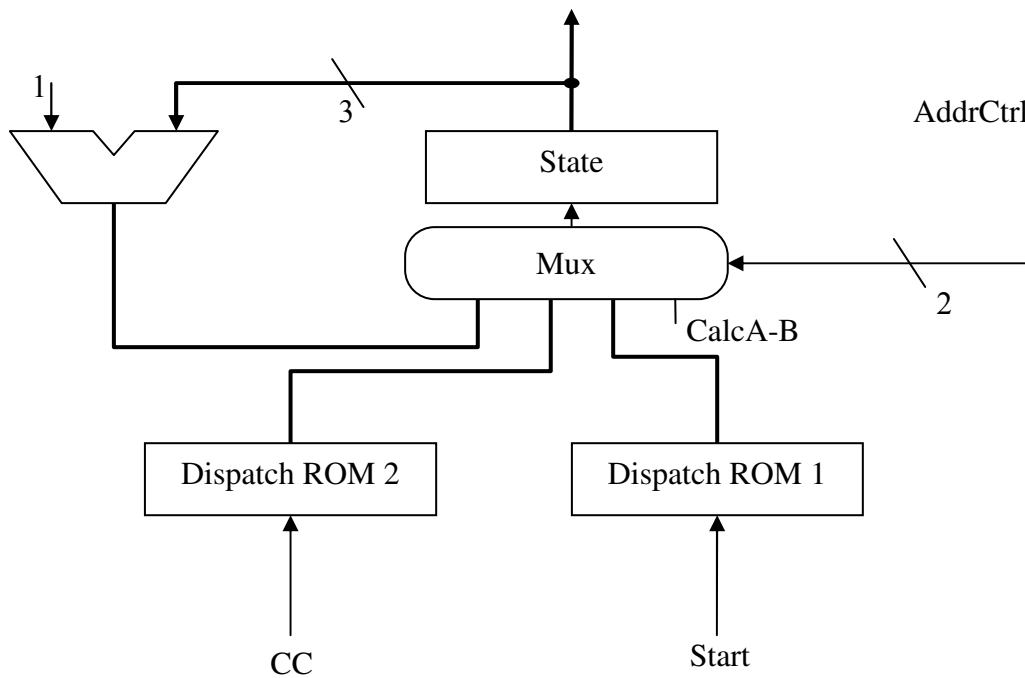 1
3
AddrCtrl
State
Mux
2
CalcA-B
Dispatch ROM 2
Dispatch ROM 1
CC
Start